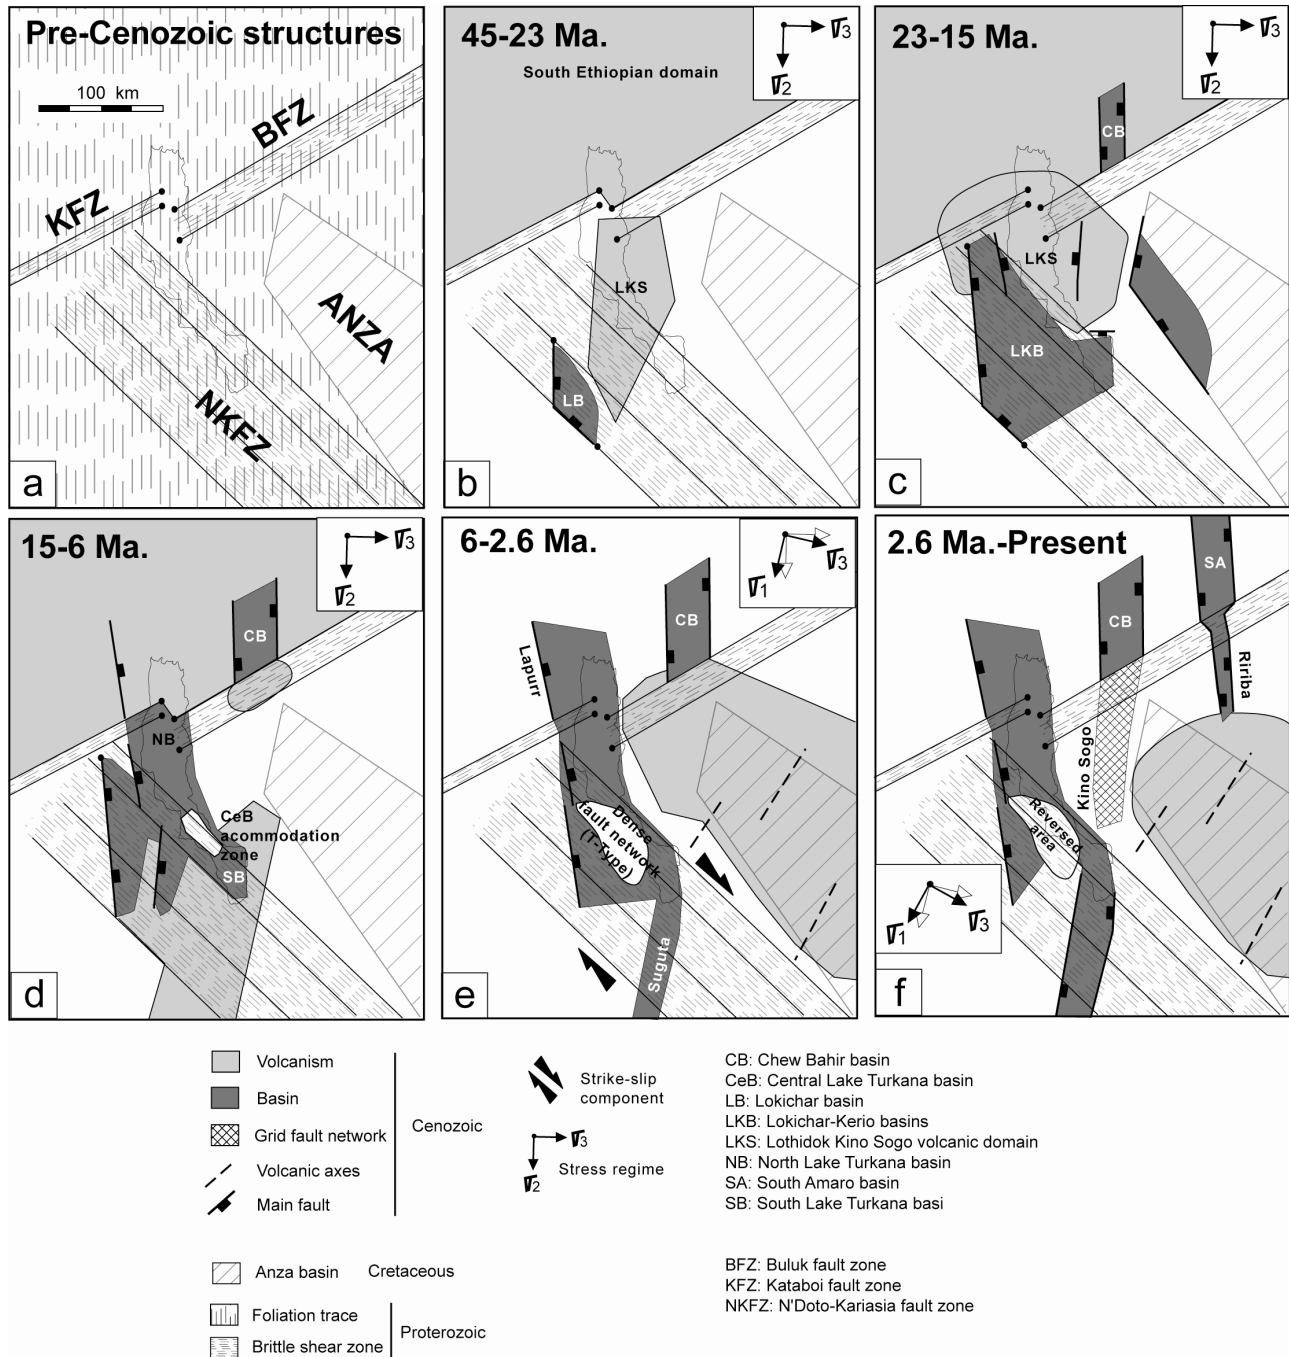 Pre-Cenozoic structures
100 km
BFZ
KFZ
ANZA
NKFZ
a
45-23 Ma.
South Ethiopian domain
σ3
σ2
LKS
LB
b
23-15 Ma.
σ3
σ2
CB
LKS
LKB
c
15-6 Ma.
σ3
σ2
CB
NB
CeB
acommodation
zone
SB
d
6-2.6 Ma.
σ3
σ1
CB
Lapurr
Dense
fault network
(T-Type)
Suguta
e
2.6 Ma.-Present
SA
CB
Ririba
Kino Sogo
Reversed
area
σ1
σ3
f
Volcanism
Basin
Grid fault network
Volcanic axes
Main fault
Cenozoic
Anza basin
Cretaceous
Foliation trace
Brittle shear zone
Proterozoic
Strike-slip
component
σ3
Stress regime
σ2
CB: Chew Bahir basin
CeB: Central Lake Turkana basin
LB: Lokichar basin
LKB: Lokichar-Kerio basins
LKS: Lothidok Kino Sogo volcanic domain
NB: North Lake Turkana basin
SA: South Amaro basin
SB: South Lake Turkana basi
BFZ: Buluk fault zone
KFZ: Kataboi fault zone
NKFZ: N'Doto-Kariasia fault zone